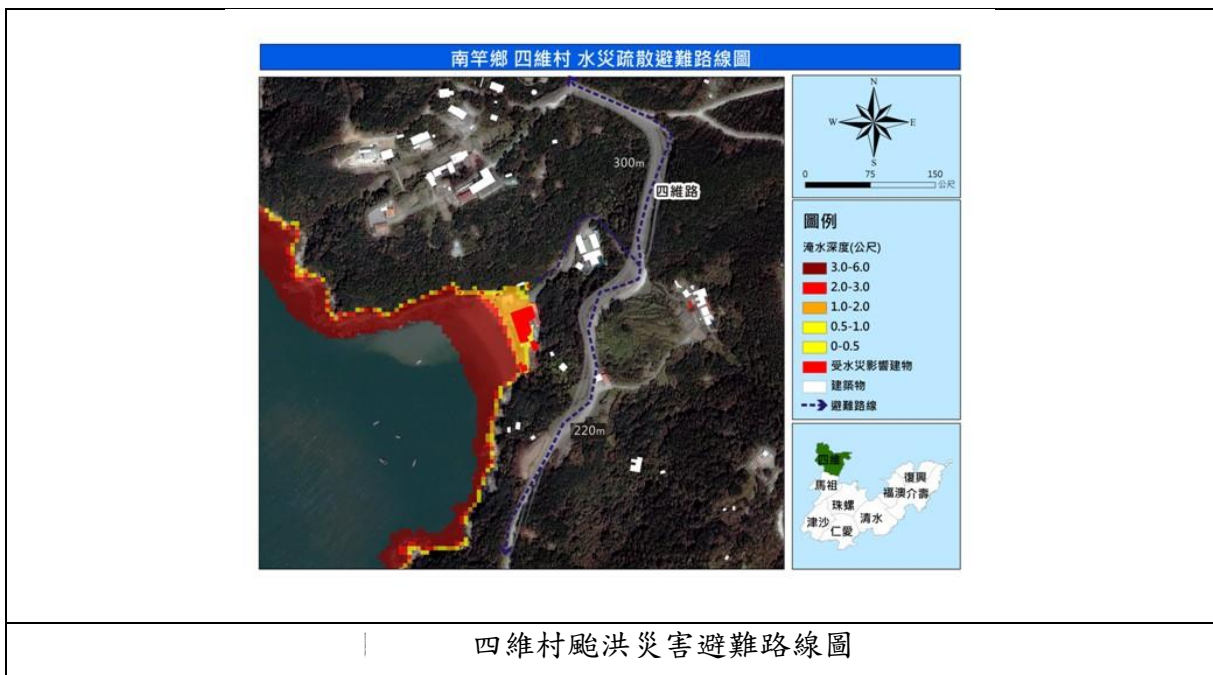 南竿鄉 四維村 水災疏散避難路線圖
300m
四維路
220m
N
W
E
S
0 75 150
公尺
圖例
淹水深度(公尺)
3.0-6.0
2.0-3.0
1.0-2.0
0.5-1.0
0-0.5
受水災影響建物
建築物
避難路線
四維
馬祖
復興
福澳
介壽
珠螺
清水
津沙
仁愛
四維村颱洪災害避難路線圖